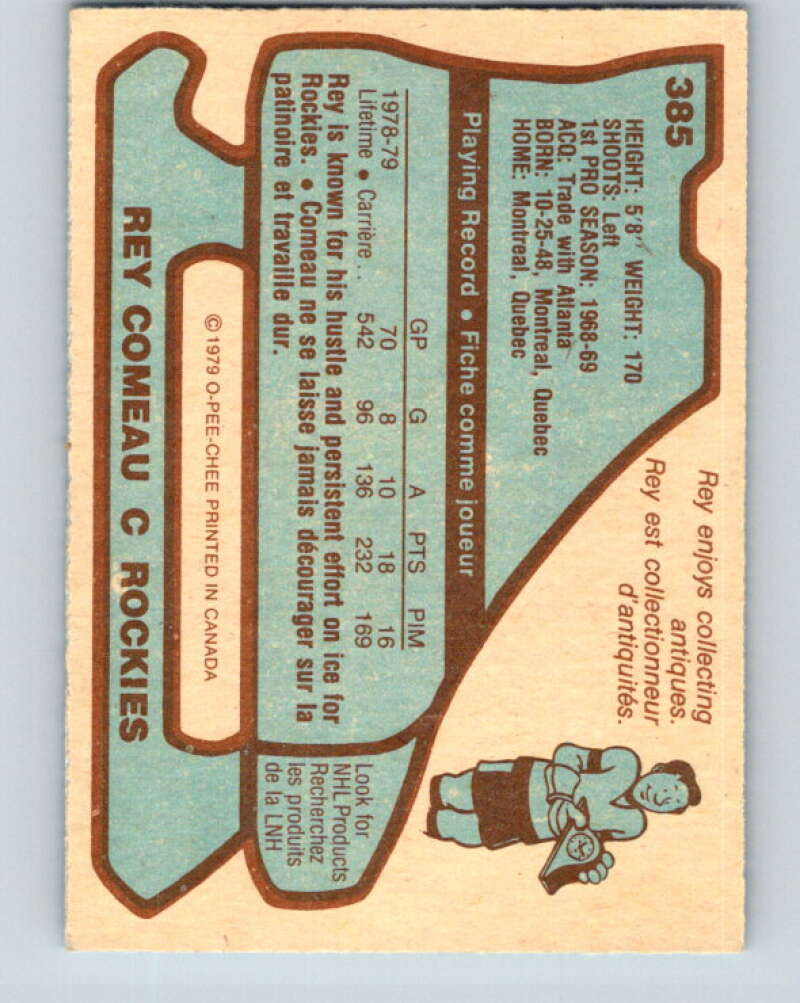 385
HEIGHT: 5'8" WEIGHT: 170
SHOOTS: Left
1st PRO SEASON: 1968-69
ACQ: Trade with Atlanta
BORN: 10-25-48, Montreal, Quebec
HOME: Montreal, Quebec
Rey enjoys collecting
antiques.
Rey est collectionneur
d'antiquités.
Playing Record • Fiche comme joueur
GP G A PTS PIM
1978-79 70 8 10 18 16
Lifetime • Carrière .. 542 96 136 232 169
Rey is known for his hustle and persistent effort on ice for
Rockies. • Comeau ne se laisse jamais décourager sur la
patinoire et travaille dur.
Look for
NHL Products
Recherchez
les produits
de la LNH
© 1979 O-PEE-CHEE PRINTED IN CANADA
REY COMEAU C ROCKIES